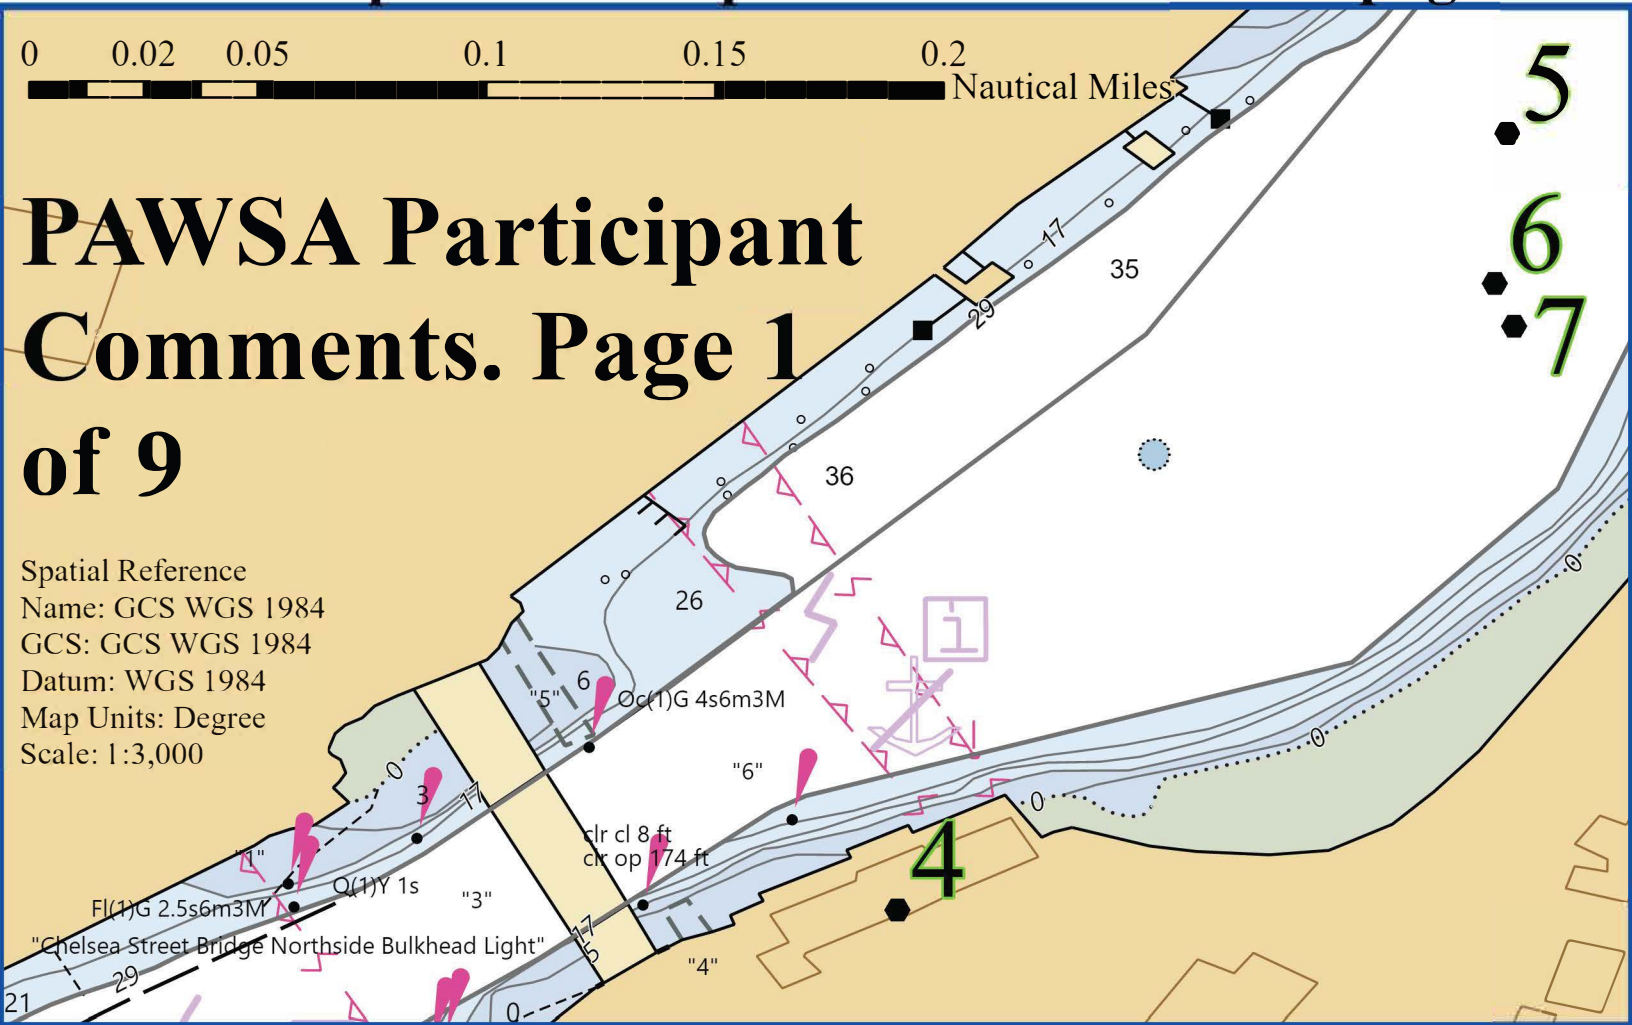 0 0.02 0.05 0.1 0.15 0.2
Nautical Miles
5
6
7
PAWSA Participant
Comments. Page 1
of 9
17
35
29
36
Spatial Reference
Name: GCS WGS 1984
GCS: GCS WGS 1984
Datum: WGS 1984
Map Units: Degree
Scale: 1:3,000
0
26
1
6
"5"
Oc(1)G 4s6m3M
0
"6"
0
3
17
0
clr cl 8 ft
clr op 174 ft
4
"1"
Q(1)Y 1s
"3"
Fl(1)G 2.5s6m3M
17
"Chelsea Street Bridge Northside Bulkhead Light"
5
"4"
29
21
0